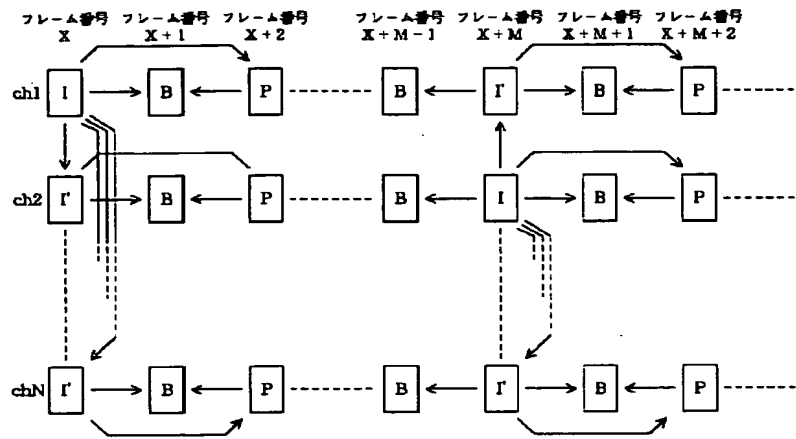 フレーム番号 フレーム番号 フレーム番号 フレーム番号 フレーム番号 フレーム番号 フレーム番号
X X+1 X+2 X+M-1 X+M X+M+1 X+M+2
ch1 I B P B I' B P
ch2 I' B P B I B P
chN I' B P B I' B P